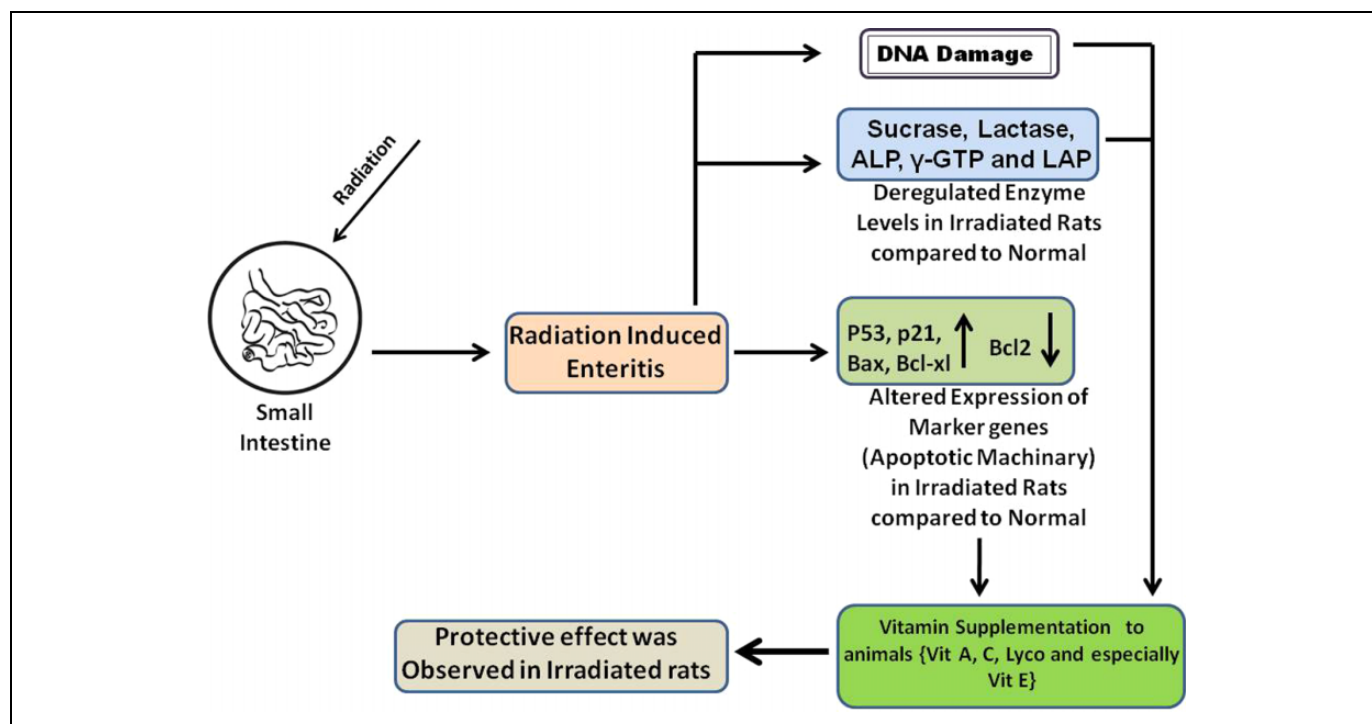 Radiation
Small
Intestine
Radiation Induced
Enteritis
DNA Damage
Sucrase, Lactase,
ALP, γ-GTP and LAP
Deregulated Enzyme
Levels in Irradiated Rats
compared to Normal
P53, p21,
Bax, Bcl-xl
Bcl2
Altered Expression of
Marker genes
(Apoptotic Machinary)
in Irradiated Rats
compared to Normal
Vitamin Supplementation to
animals {Vit A, C, Lyco and especially
Vit E}
Protective effect was
Observed in Irradiated rats